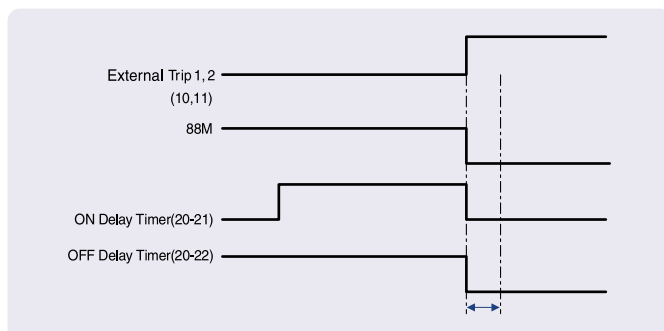 External Trip 1, 2
(10,11)
88M
ON Delay Timer(20-21)
OFF Delay Timer(20-22)